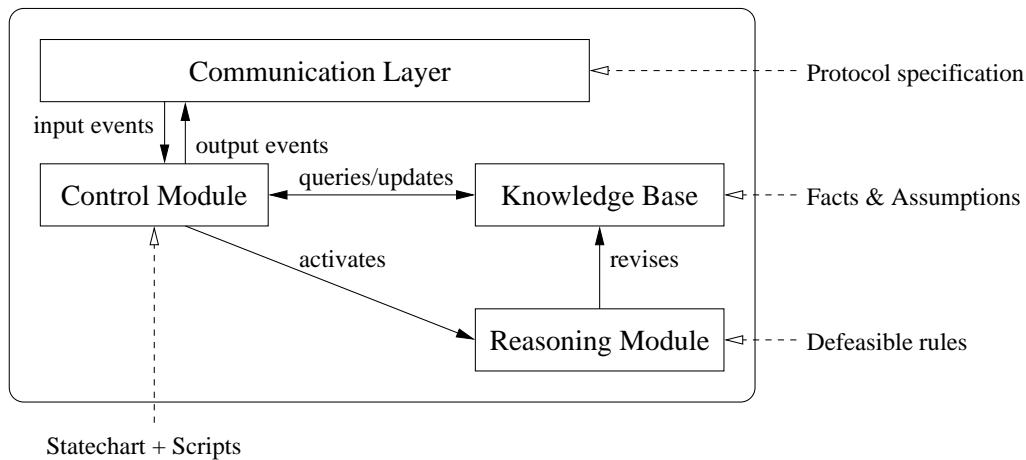 Communication Layer
Protocol specification
input events
output events
Control Module
queries/updates
Knowledge Base
Facts & Assumptions
activates
revises
Reasoning Module
Defeasible rules
Statechart + Scripts